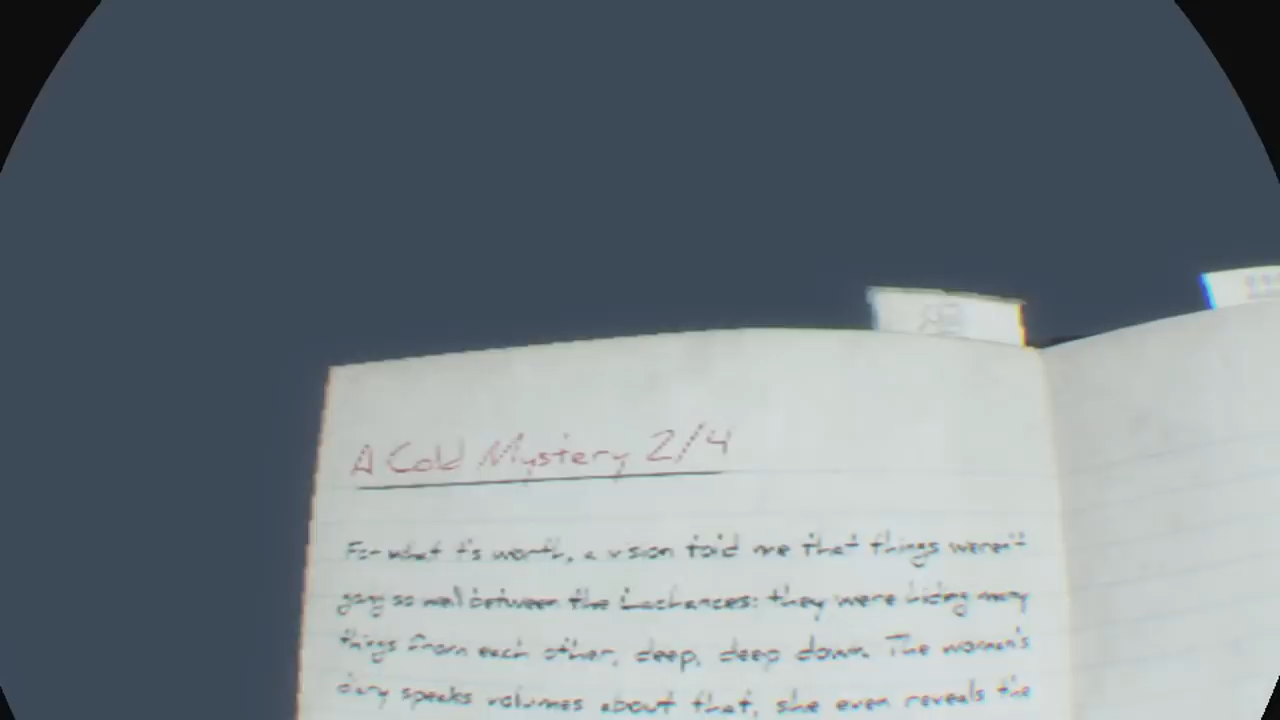 A Cold Mystery 2/4
For what it's worth, a vision told me that things weren't
going so well between the Lachances: they were hiding many
things from each other, deep, deep down. The woman's
diary speaks volumes about that, she even reveals the